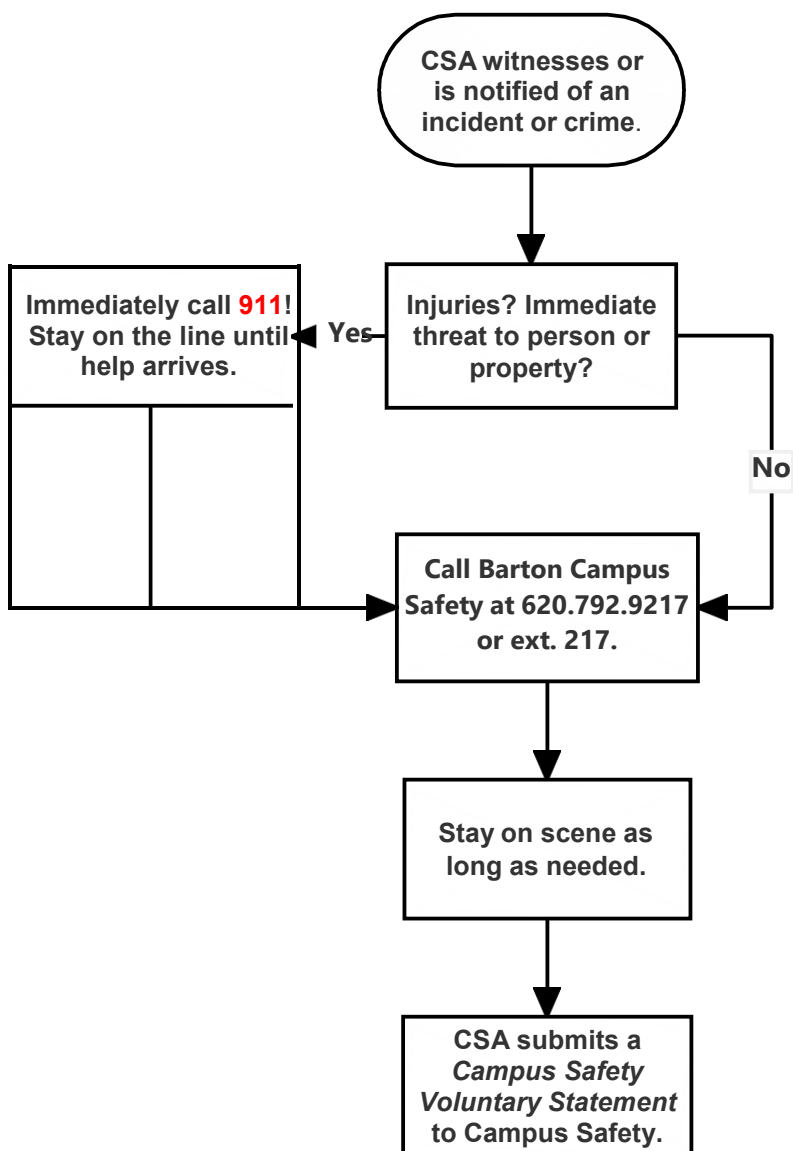 CSA witnesses or
is notified of an
incident or crime.
Immediately call 911!
Stay on the line until
help arrives.
Yes
Injuries? Immediate
threat to person or
property?
No
Call Barton Campus
Safety at 620.792.9217
or ext. 217.
Stay on scene as
long as needed.
CSA submits a
Campus Safety
Voluntary Statement
to Campus Safety.